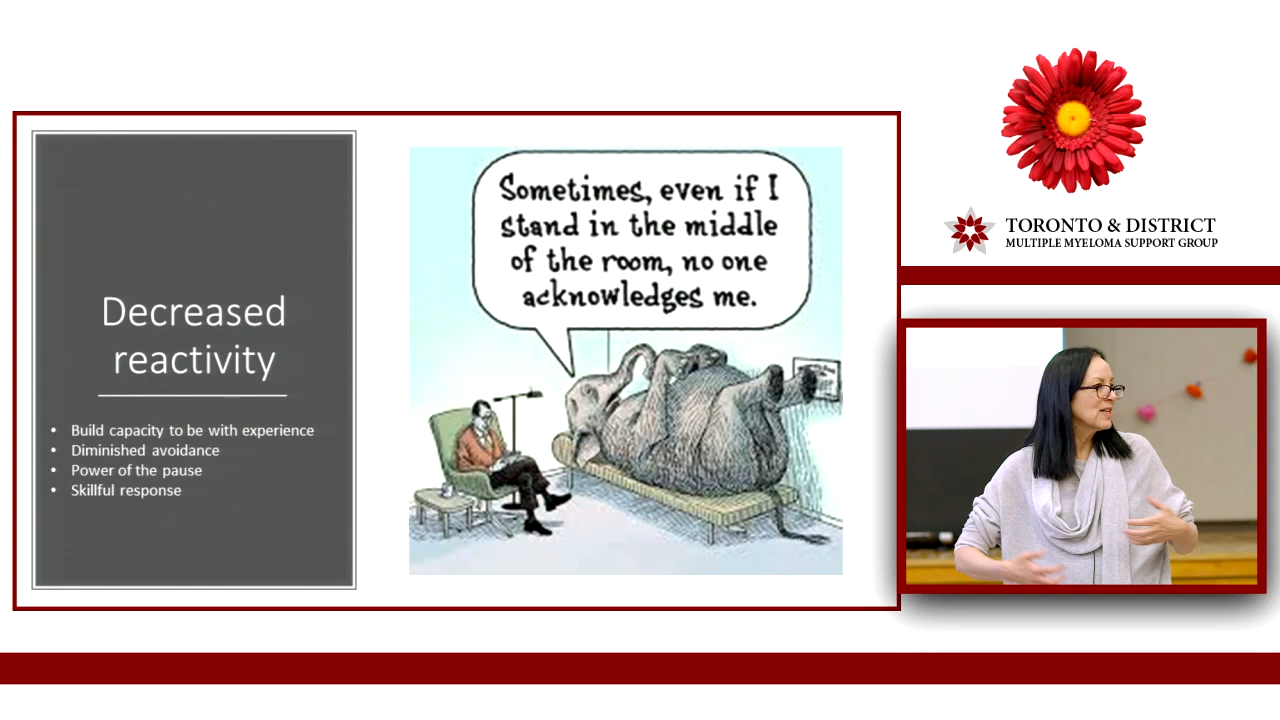 Decreased
reactivity
• Build capacity to be with experience
• Diminished avoidance
• Power of the pause
• Skillful response
Sometimes, even if I
stand in the middle
of the room, no one
acknowledges me.
TORONTO & DISTRICT
MULTIPLE MYELOMA SUPPORT GROUP